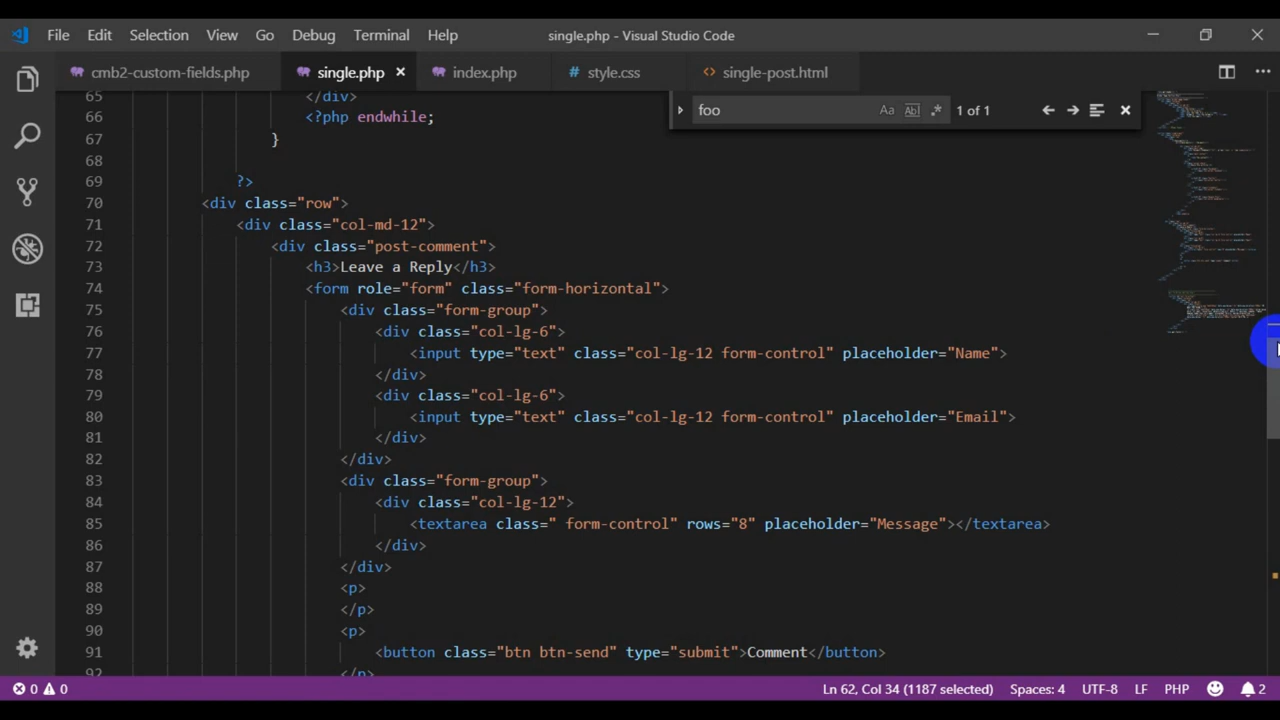 File Edit Selection View Go Debug Terminal Help single.php - Visual Studio Code
cmb2-custom-fields.php single.php index.php # style.css <> single-post.html
foo Aa Abl .* 1 of 1
65 </div>
66 <?php endwhile;
67 }
68
69 ?>
70 <div class="row">
71 <div class="col-md-12">
72 <div class="post-comment">
73 <h3>Leave a Reply</h3>
74 <form role="form" class="form-horizontal">
75 <div class="form-group">
76 <div class="col-lg-6">
77 <input type="text" class="col-lg-12 form-control" placeholder="Name">
78 </div>
79 <div class="col-lg-6">
80 <input type="text" class="col-lg-12 form-control" placeholder="Email">
81 </div>
82 </div>
83 <div class="form-group">
84 <div class="col-lg-12">
85 <textarea class=" form-control" rows="8" placeholder="Message"></textarea>
86 </div>
87 </div>
88 <p>
89 </p>
90 <p>
91 <button class="btn btn-send" type="submit">Comment</button>
92 </p>
0 0 Ln 62, Col 34 (1187 selected) Spaces: 4 UTF-8 LF PHP 2